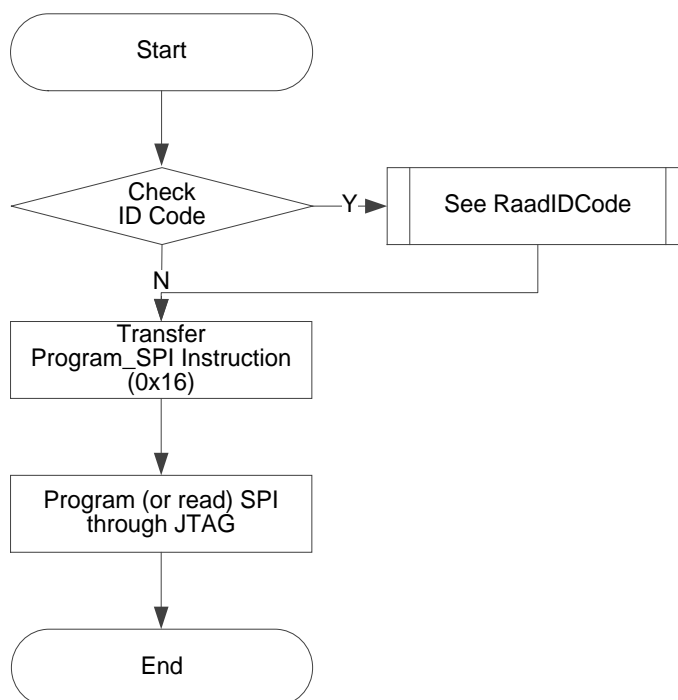 Start
Check
ID Code
Y
See RaadIDCode
N
Transfer
Program_SPI Instruction
(0x16)
Program (or read) SPI
through JTAG
End